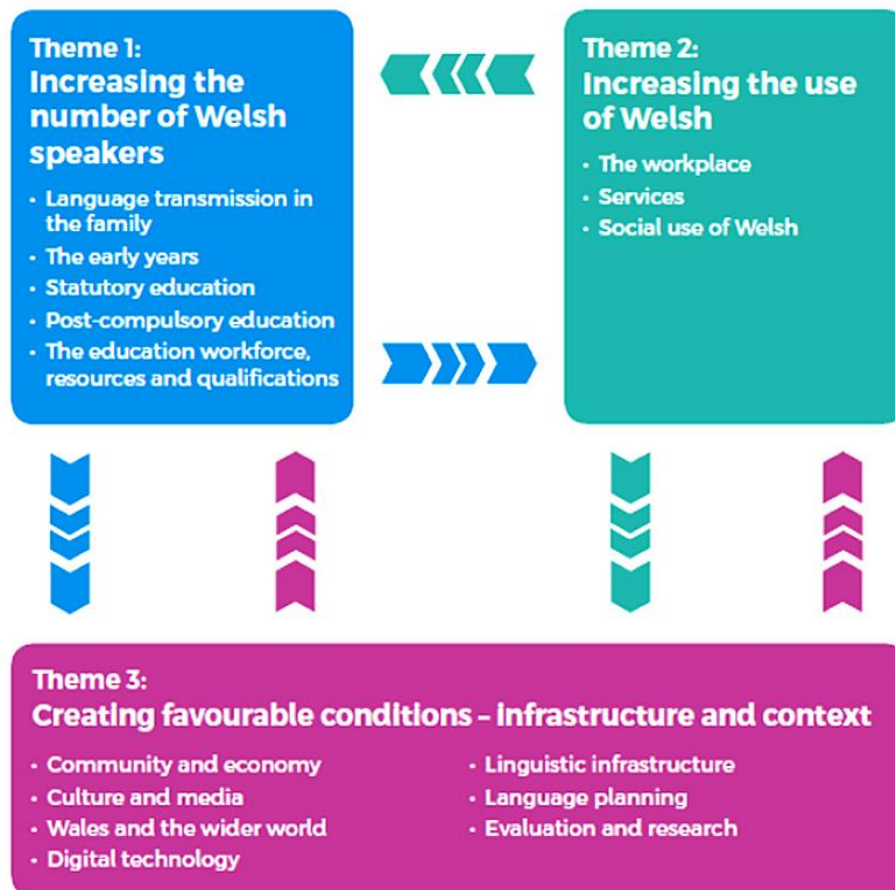 Theme 1:
Increasing the
number of Welsh
speakers
• Language transmission in
the family
• The early years
• Statutory education
• Post-compulsory education
• The education workforce,
resources and qualifications
Theme 2:
Increasing the use
of Welsh
• The workplace
• Services
• Social use of Welsh
Theme 3:
Creating favourable conditions – infrastructure and context
• Community and economy
• Culture and media
• Wales and the wider world
• Digital technology
• Linguistic infrastructure
• Language planning
• Evaluation and research